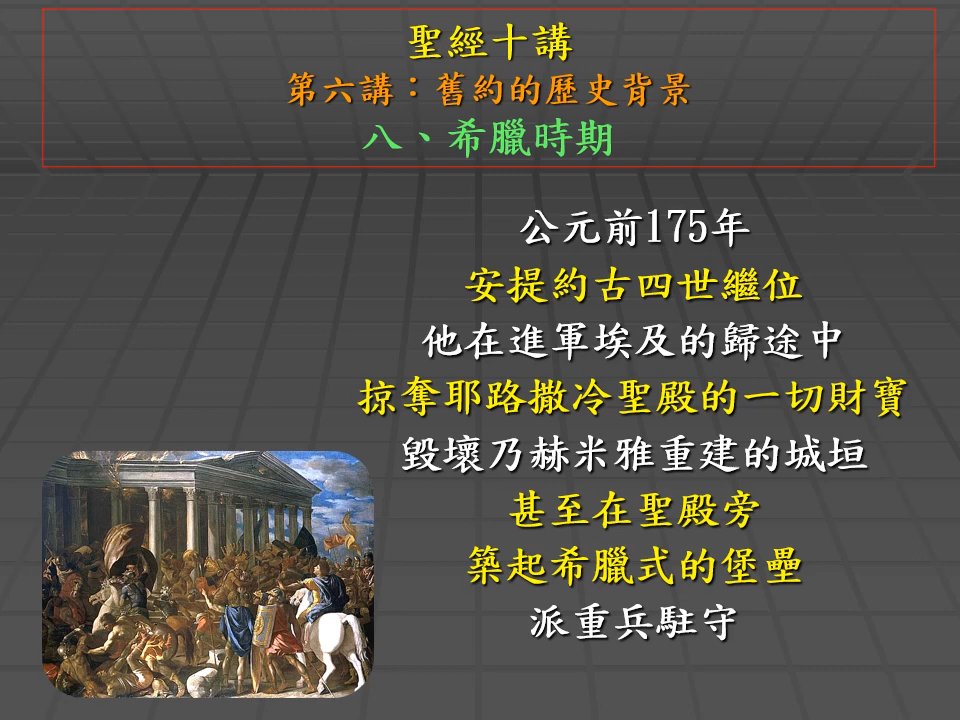 聖經十講
第六講：舊約的歷史背景
八、希臘時期
公元前175年
安提約古四世繼位
他在進軍埃及的歸途中
掠奪耶路撒冷聖殿的一切財寶
毀壞乃赫米雅重建的城垣
甚至在聖殿旁
築起希臘式的堡壘
派重兵駐守